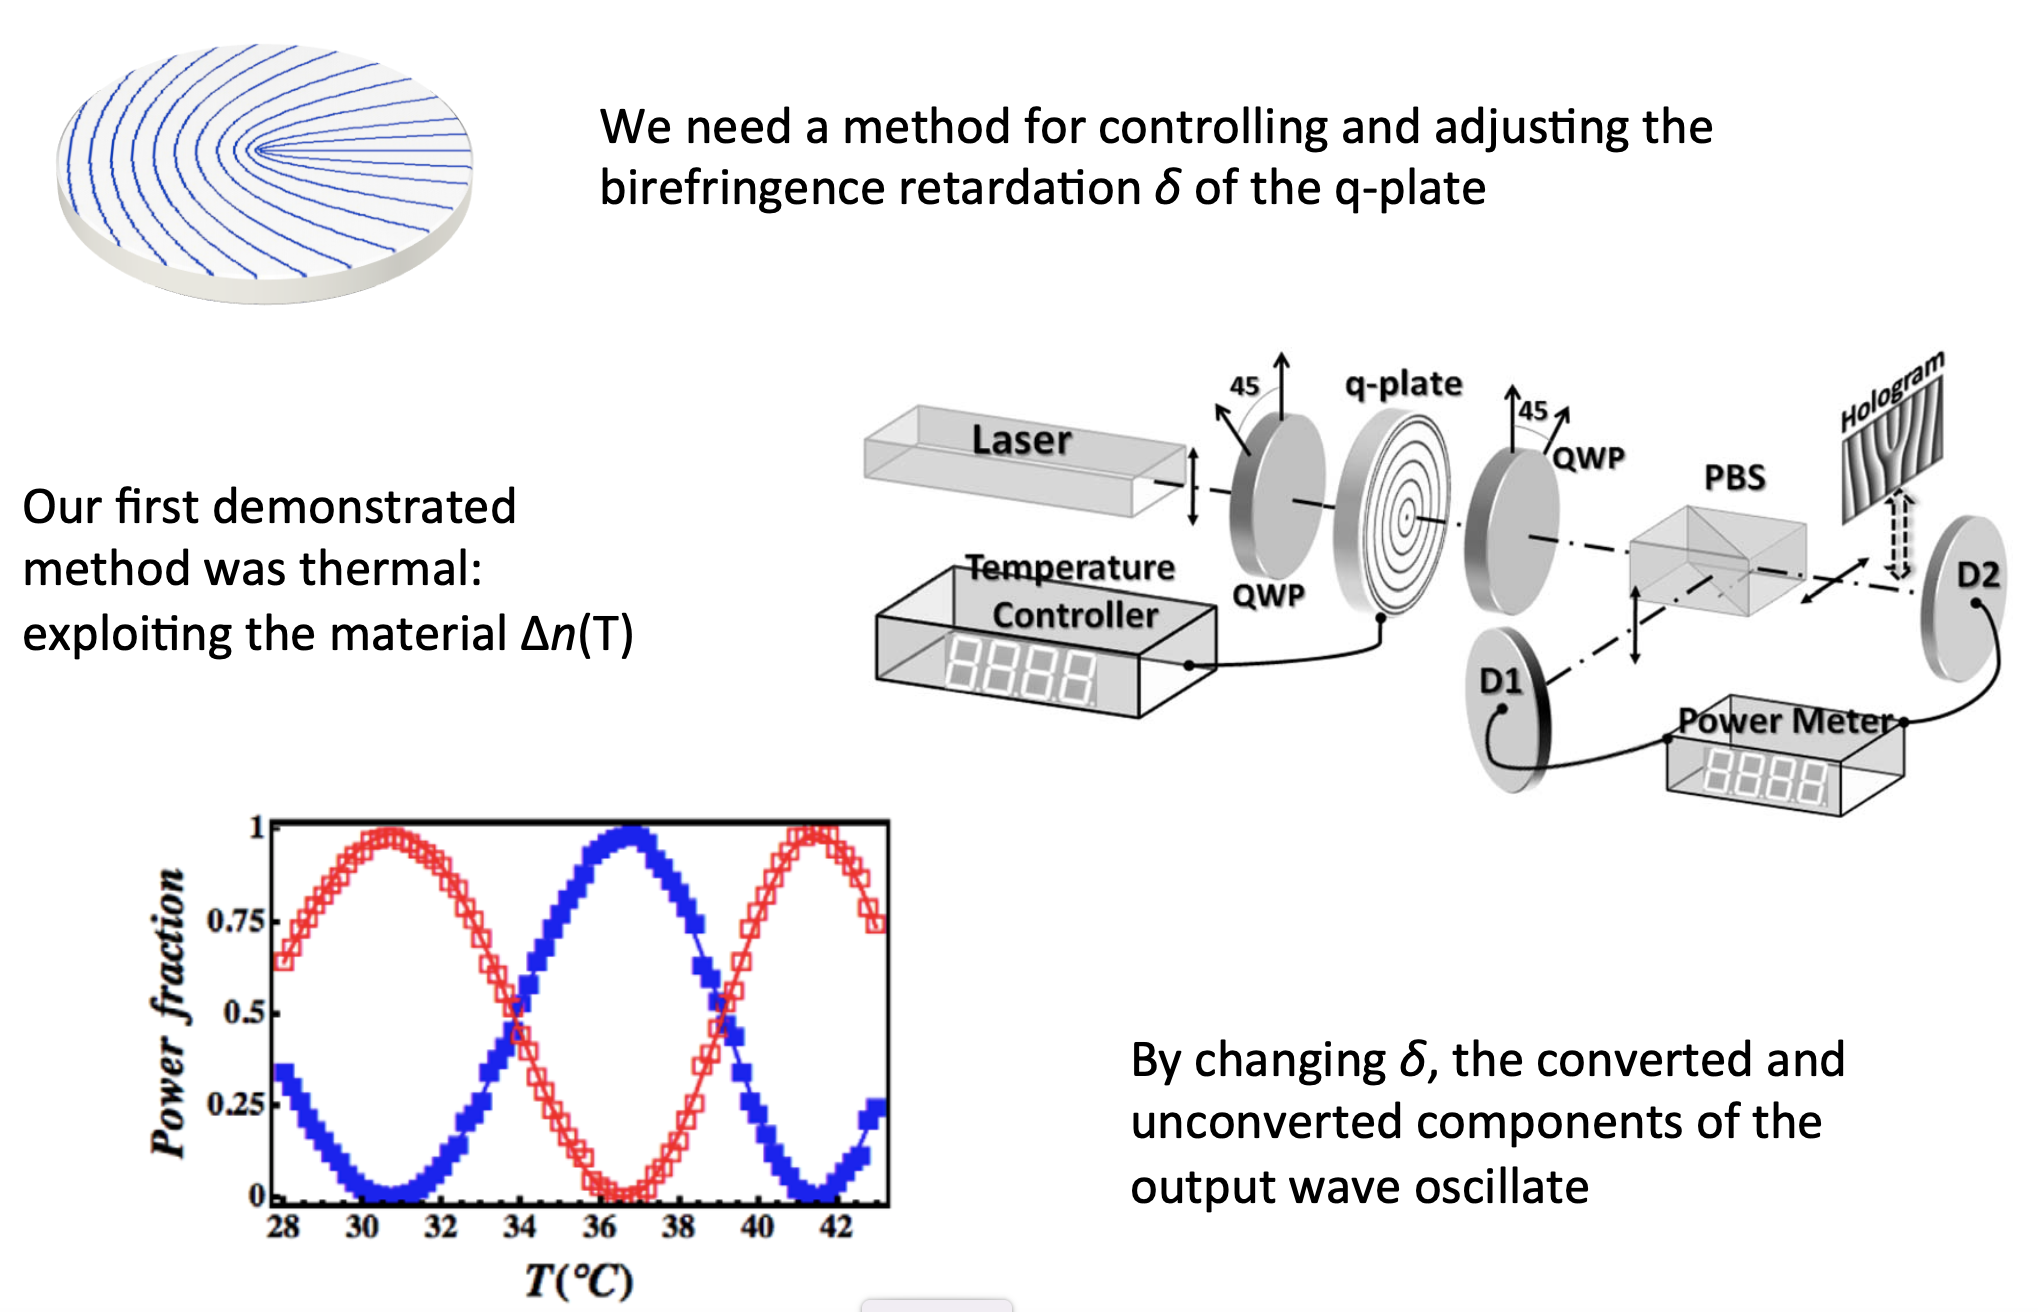 We need a method for controlling and adjusting the
birefringence retardation δ of the q-plate
Our first demonstrated
method was thermal:
exploiting the material Δn(T)
Laser
45
q-plate
45
QWP
QWP
PBS
Hologram
D2
D1
Temperature
Controller
8888
Power Meter
8888
Power fraction
1
0.75
0.5
0.25
0
28 30 32 34 36 38 40 42
T(°C)
By changing δ, the converted and
unconverted components of the
output wave oscillate